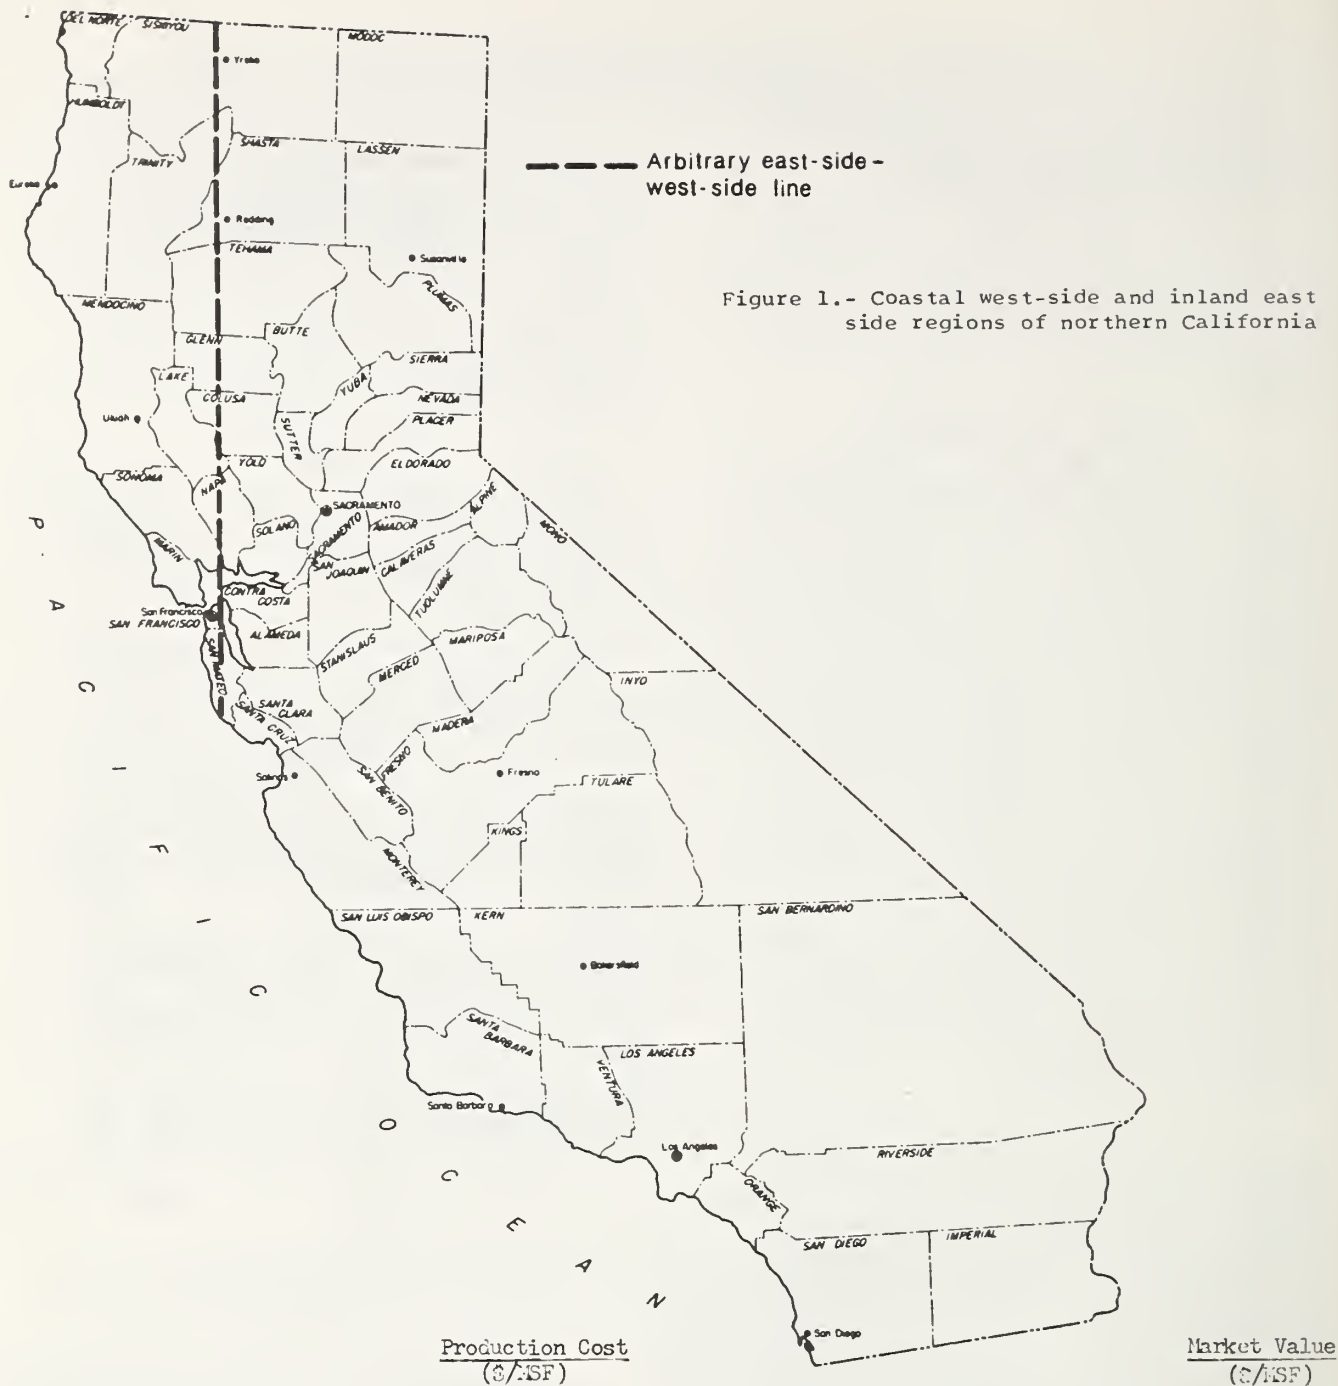 DEL NORTE
SISKIYOU
MODOC
Yreka
HUMBOLDT
TRINITY
SHASTA
LASSEN
Arbitrary east-side-
west-side line
Eureka
Redding
TEHAMA
Susanville
PLUMAS
Figure 1.- Coastal west-side and inland east
side regions of northern California
MENDOCINO
GLENN
BUTTE
SIERRA
LAKE
COLUSA
YUBA
NEVADA
Ukiah
SUTTER
PLACER
YOLO
ELDORADO
SONOMA
NAPA
SACRAMENTO
SOLANO
SACRAMENTO
AMADOR
ALPINE
MONO
MARIN
SAN
JOAQUIN
CALAVERAS
CONTRA
COSTA
TUOLUMNE
San Francisco
SAN FRANCISCO
ALAMEDA
STANISLAUS
MARIPOSA
SAN MATEO
MERCED
INYO
SANTA
CLARA
SANTA CRUZ
MADERA
FRESNO
Salinas
SAN BENITO
Fresno
TULARE
KINGS
MONTEREY
SAN LUIS OBISPO
KERN
SAN BERNARDINO
Bakersfield
SANTA
BARBARA
LOS ANGELES
VENTURA
Santa Barbara
Los Angeles
RIVERSIDE
ORANGE
SAN DIEGO
IMPERIAL
San Diego
PACIFIC
OCEAN
Production Cost
($/MSF)
Market Value
($/MSF)